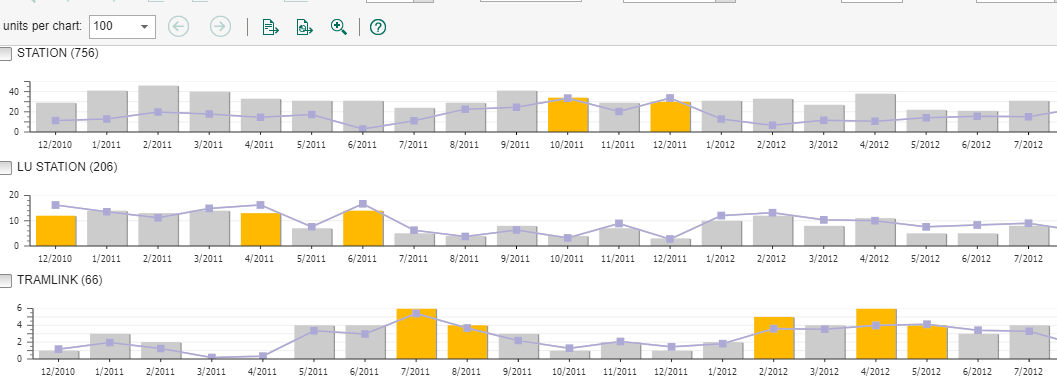 units per chart: 100
STATION (756)
40
20
0
12/2010 1/2011 2/2011 3/2011 4/2011 5/2011 6/2011 7/2011 8/2011 9/2011 10/2011 11/2011 12/2011 1/2012 2/2012 3/2012 4/2012 5/2012 6/2012 7/2012
LU STATION (206)
20
10
0
12/2010 1/2011 2/2011 3/2011 4/2011 5/2011 6/2011 7/2011 8/2011 9/2011 10/2011 11/2011 12/2011 1/2012 2/2012 3/2012 4/2012 5/2012 6/2012 7/2012
TRAMLINK (66)
6
4
2
0
12/2010 1/2011 2/2011 3/2011 4/2011 5/2011 6/2011 7/2011 8/2011 9/2011 10/2011 11/2011 12/2011 1/2012 2/2012 3/2012 4/2012 5/2012 6/2012 7/2012